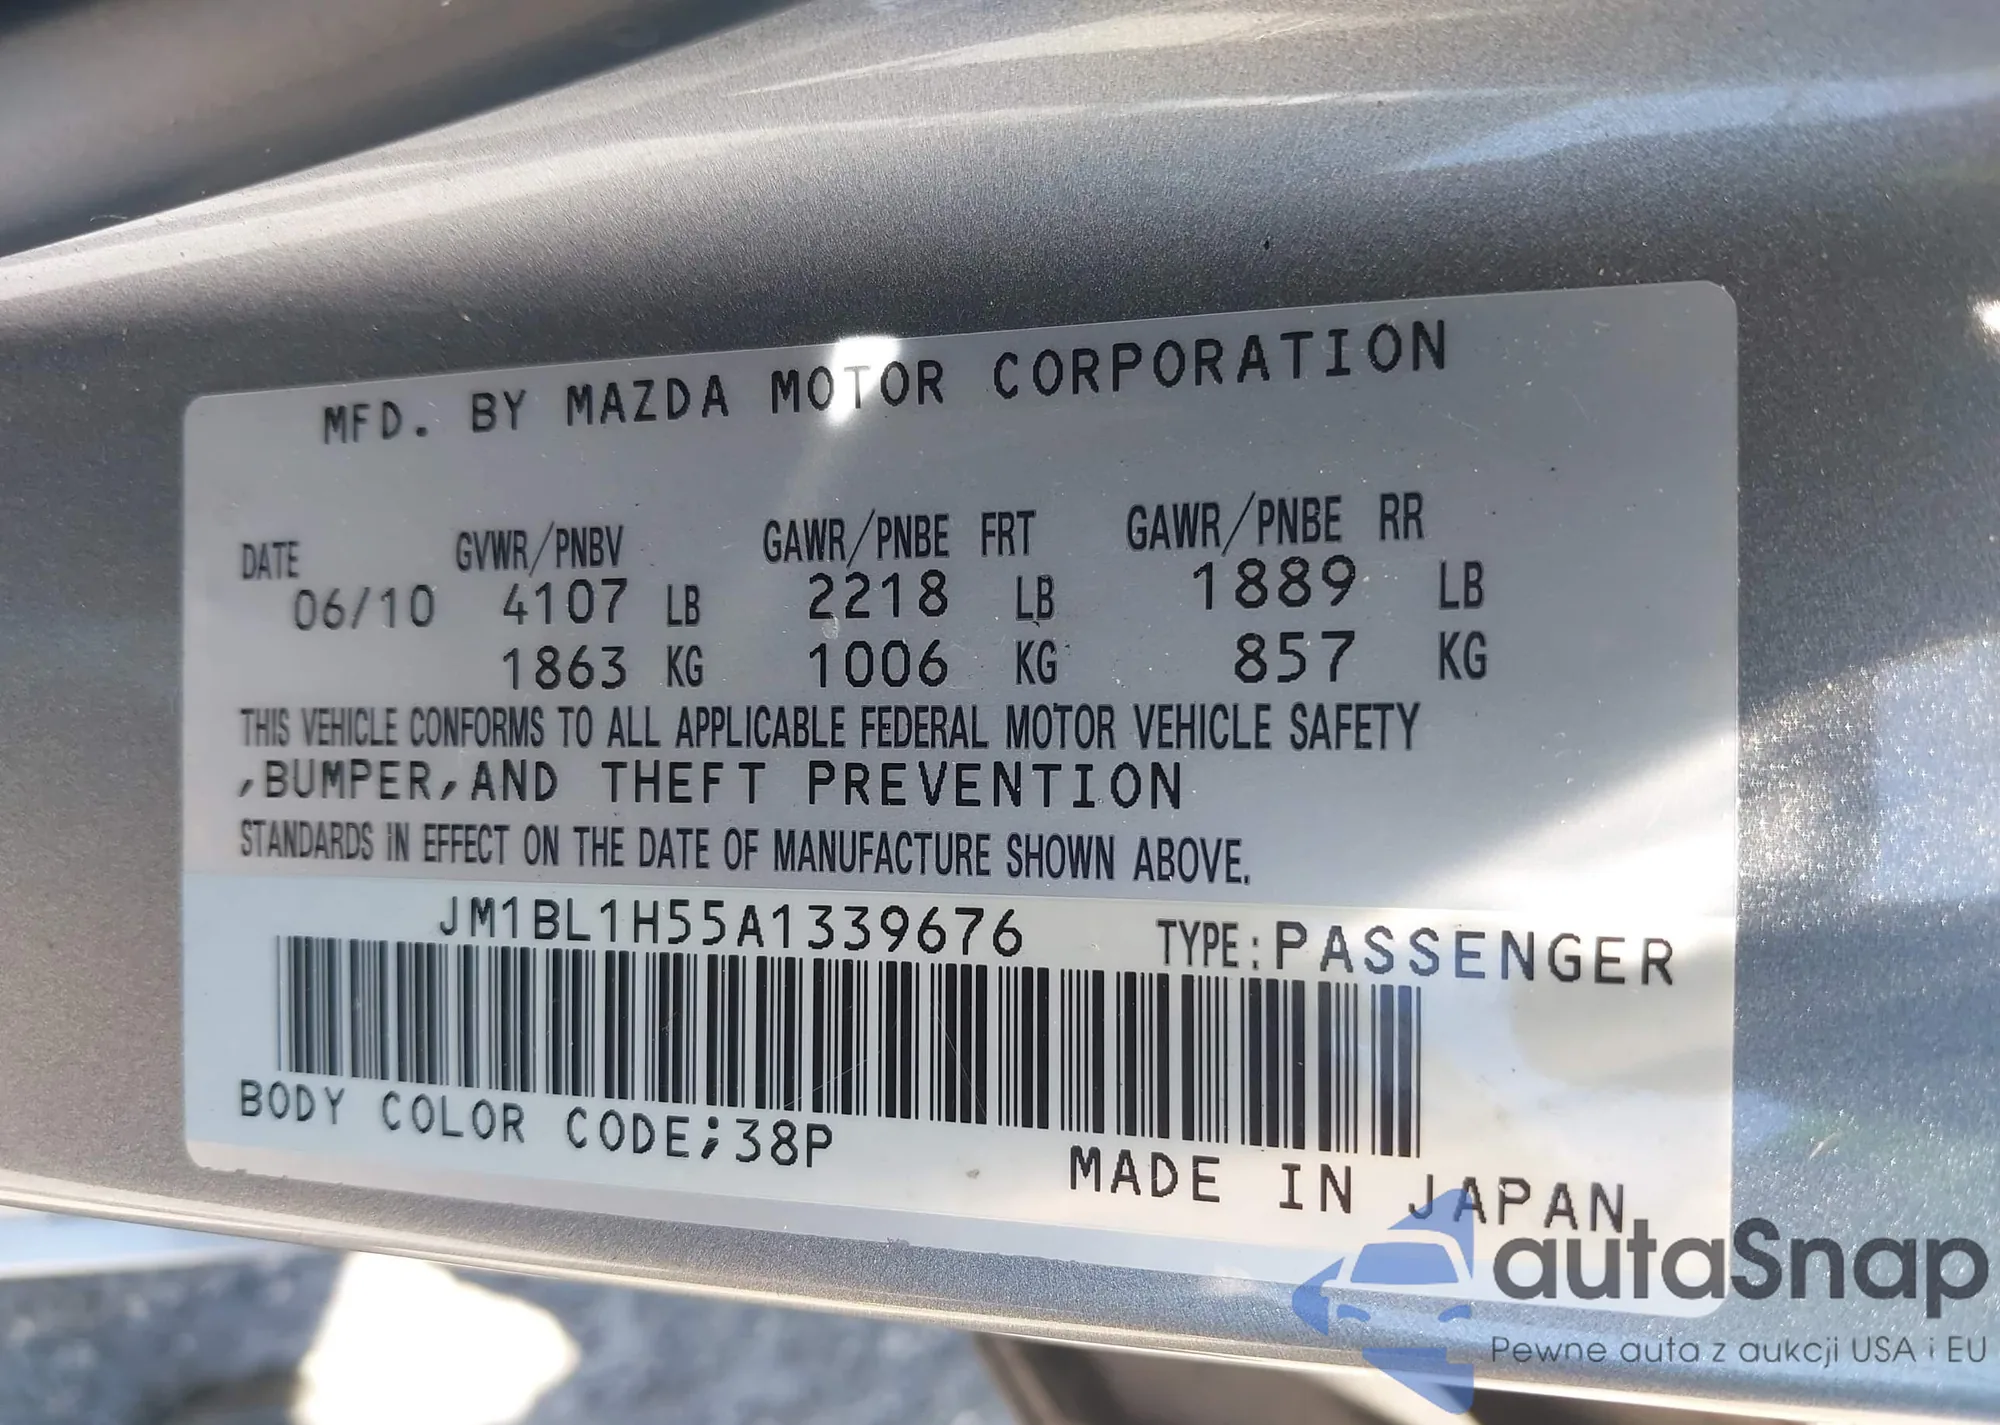 MFD. BY MAZDA MOTOR CORPORATION
DATE GVWR/PNBV GAWR/PNBE FRT GAWR/PNBE RR
06/10 4107 LB 2218 LB 1889 LB
1863 KG 1006 KG 857 KG
THIS VEHICLE CONFORMS TO ALL APPLICABLE FEDERAL MOTOR VEHICLE SAFETY
,BUMPER,AND THEFT PREVENTION
STANDARDS IN EFFECT ON THE DATE OF MANUFACTURE SHOWN ABOVE.
JM1BL1H55A1339676 TYPE:PASSENGER
BODY COLOR CODE;38P
MADE IN JAPAN
autaSnap
Pewne auta z aukcji USA i EU